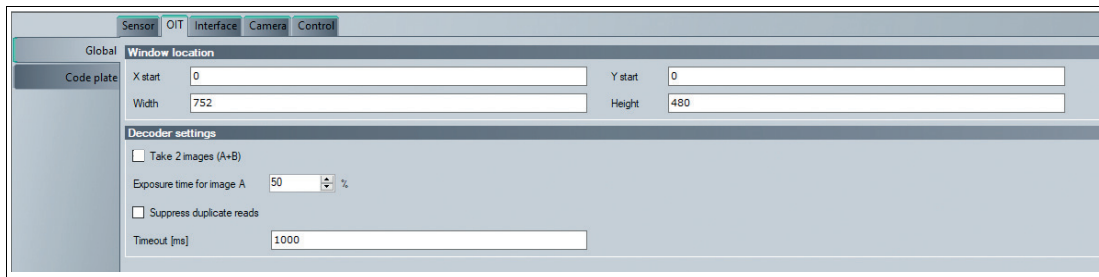 Sensor OIT Interface Camera Control
Global
Code plate
Window location
X start 0 Y start 0
Width 752 Height 480
Decoder settings
Take 2 images (A+B)
Exposure time for image A 50 %
Suppress duplicate reads
Timeout [ms] 1000